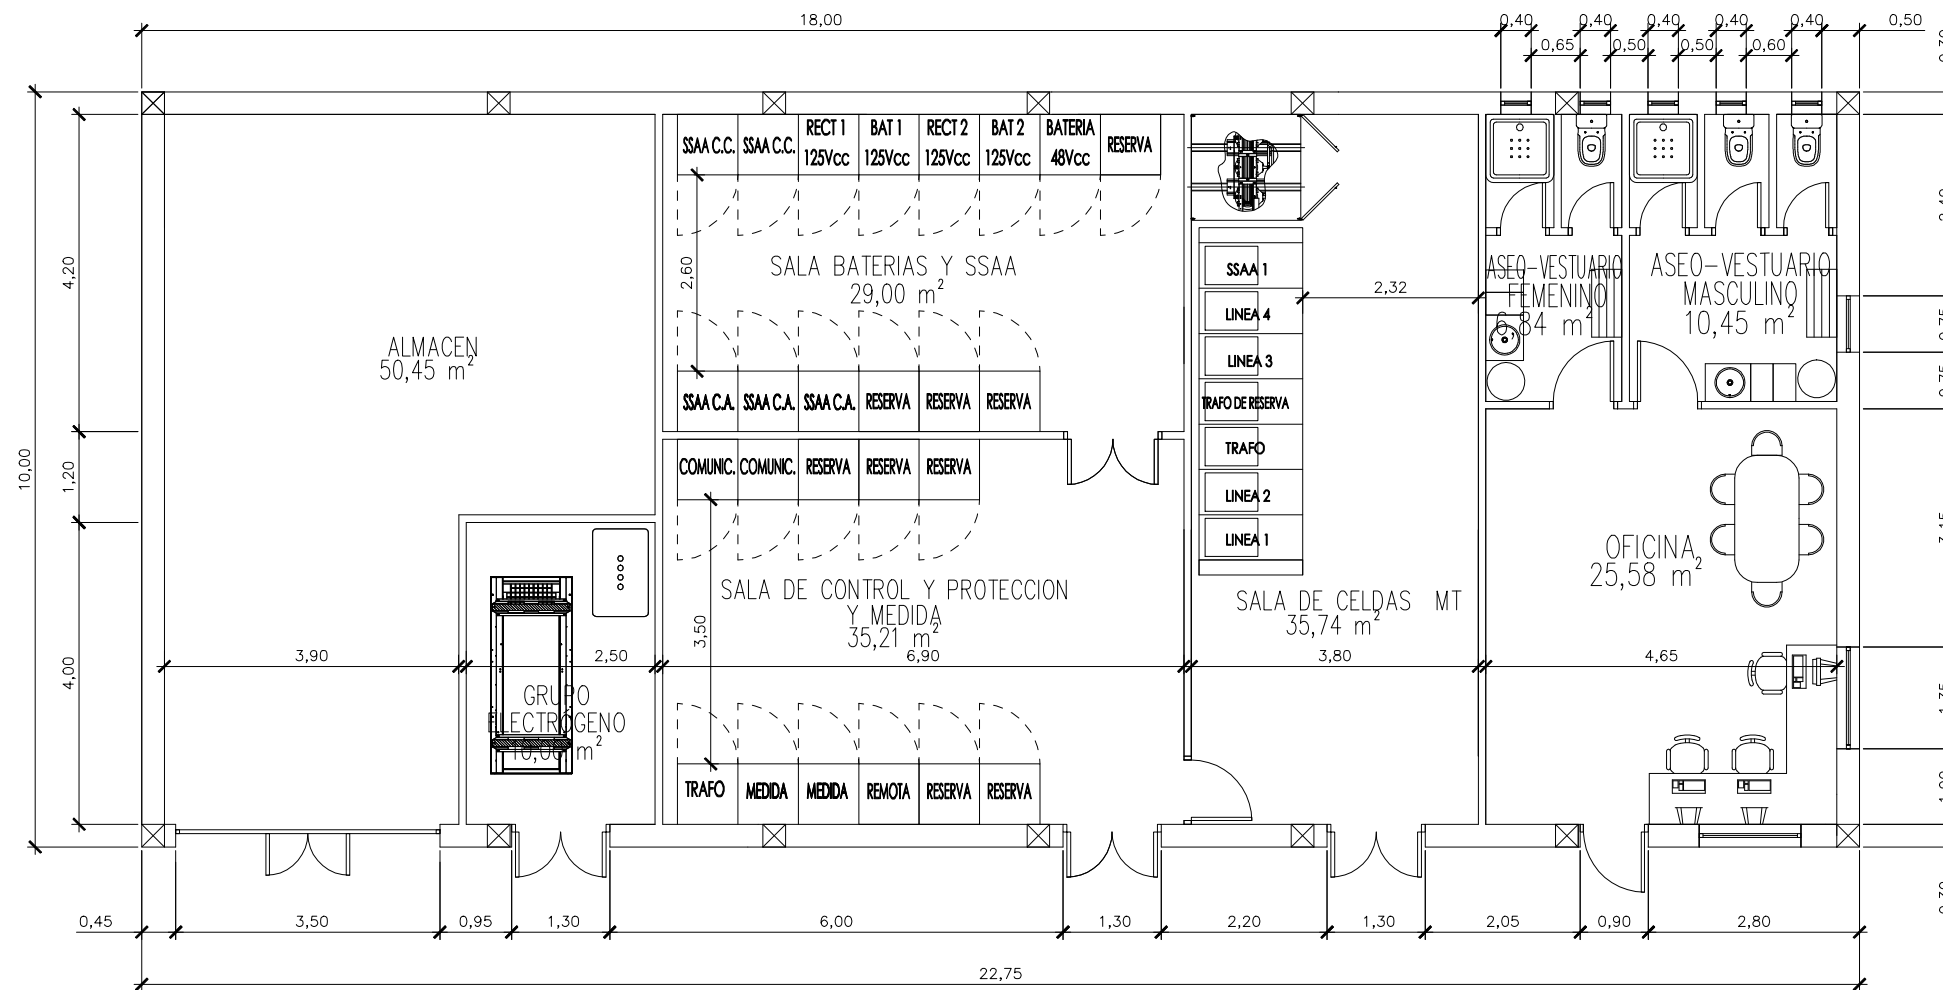 18,00
0,40
0,40
0,40
0,40
0,40
0,50
0,65
0,50
0,50
0,60
10,00
4,20
1,20
4,00
SSAA C.C.
SSAA C.C.
RECT 1
125Vcc
BAT 1
125Vcc
RECT 2
125Vcc
BAT 2
125Vcc
BATERIA
48Vcc
RESERVA
2,60
SALA BATERIAS Y SSAA
29,00 m²
SSAA C.A.
SSAA C.A.
SSAA C.A.
RESERVA
RESERVA
RESERVA
ALMACEN
50,45 m²
COMUNIC.
COMUNIC.
RESERVA
RESERVA
RESERVA
3,50
SALA DE CONTROL Y PROTECCION
Y MEDIDA
35,21 m²
TRAFO
MEDIDA
MEDIDA
REMOTA
RESERVA
RESERVA
GRUPO
ELECTRÓGENO
SSAA 1
LINEA 4
LINEA 3
TRAFO DE RESERVA
TRAFO
LINEA 2
LINEA 1
2,32
SALA DE CELDAS MT
35,74 m²
ASEO-VESTUARIO
FEMENINO
6,84 m²
ASEO-VESTUARIO
MASCULINO
10,45 m²
OFICINA
25,58 m²
3,90
2,50
6,90
3,80
4,65
0,45
3,50
0,95
1,30
6,00
1,30
2,20
1,30
2,05
0,90
2,80
22,75